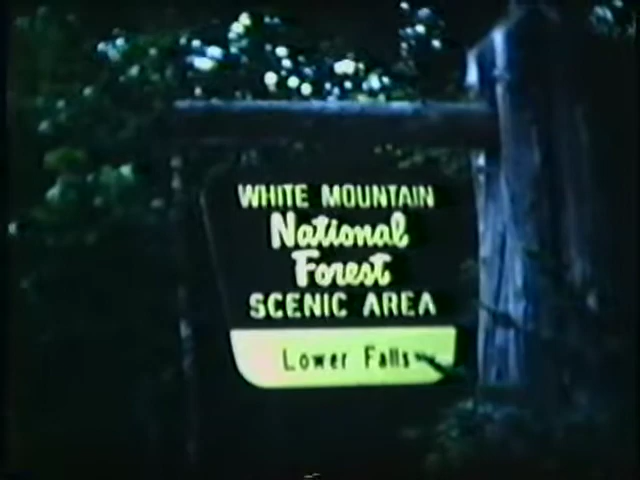 WHITE MOUNTAIN
National
Forest
SCENIC AREA
Lower Falls